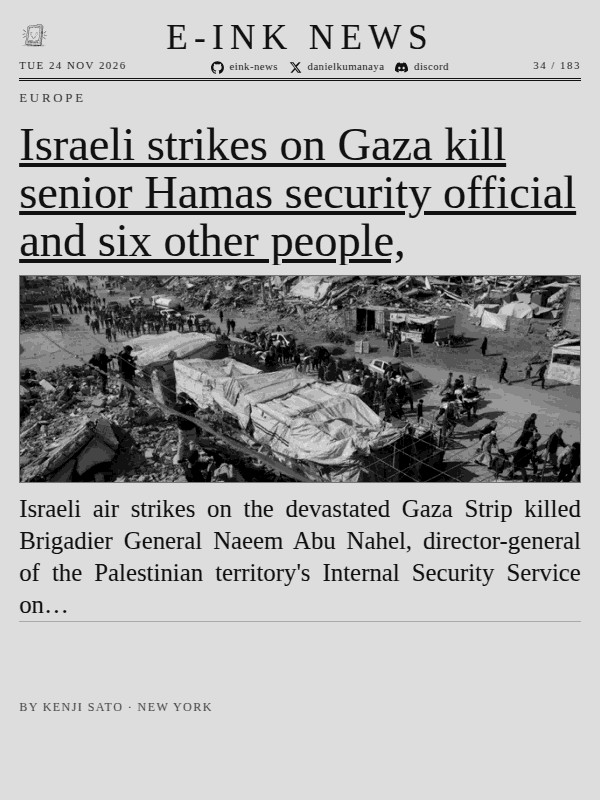 E-INK NEWS
TUE 24 NOV 2026
eink-news danielkumanaya discord
34 / 183
EUROPE
Israeli strikes on Gaza kill
senior Hamas security official
and six other people,
Israeli air strikes on the devastated Gaza Strip killed
Brigadier General Naeem Abu Nahel, director-general
of the Palestinian territory's Internal Security Service
on…
BY KENJI SATO · NEW YORK